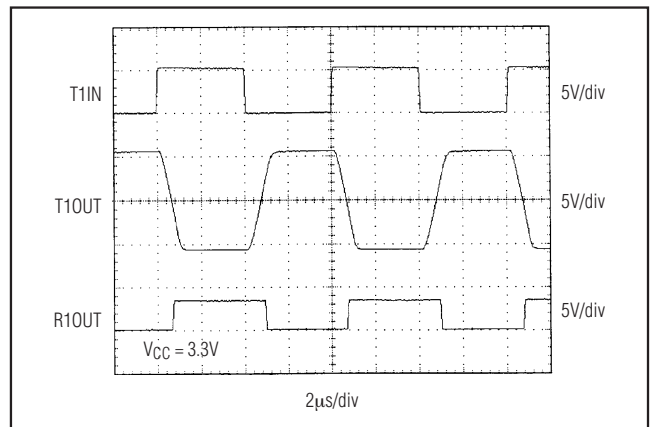 T1IN 5V/div
T1OUT 5V/div
R1OUT 5V/div
VCC = 3.3V
2μs/div